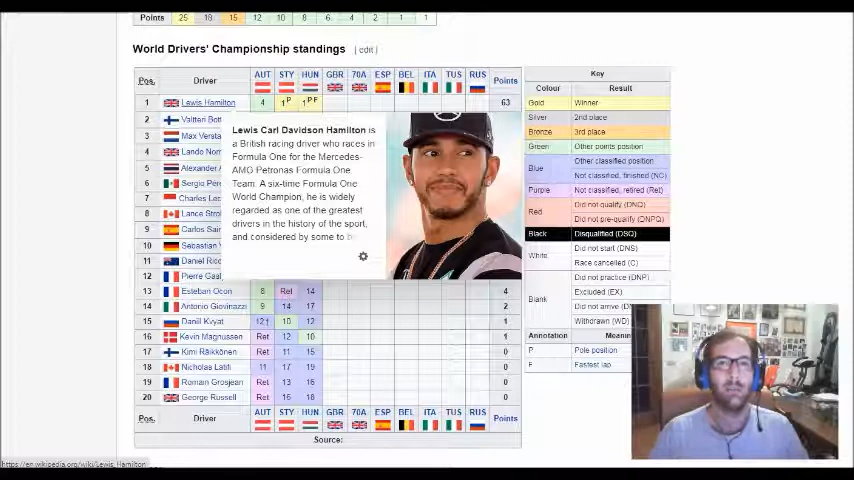 Points 25 18 15 12 10 8 6 4 2 1 1
World Drivers' Championship standings [ edit ]
Pos. Driver AUT STY HUN GBR 70A ESP BEL ITA TUS RUS Points
1 Lewis Hamilton 4 1P 1P F 63
2 Valtteri Bott
3 Max Versta
4 Lando Nor
5 Alexander
6 Sergio Pér
7 Charles Lec
8 Lance Stro
9 Carlos Sain
10 Sebastian
11 Daniel Ricc
12 Pierre Gasl
Lewis Carl Davidson Hamilton is
a British racing driver who races in
Formula One for the Mercedes-
AMG Petronas Formula One
Team. A six-time Formula One
World Champion, he is widely
regarded as one of the greatest
drivers in the history of the sport,
and considered by some to b
13 Esteban Ocon 8 Ret 14 4
14 Antonio Giovinazzi 9 14 17 2
15 Daniil Kvyat 12† 10 12 1
16 Kevin Magnussen Ret 12 10 1
17 Kimi Räikkönen Ret 11 15 0
18 Nicholas Latifi 11 17 19 0
19 Romain Grosjean Ret 13 16 0
20 George Russell Ret 16 18 0
Pos. Driver AUT STY HUN GBR 70A ESP BEL ITA TUS RUS Points
Source:
Key
Colour Result
Gold Winner
Silver 2nd place
Bronze 3rd place
Green Other points position
Blue Other classified position
Not classified, finished (NC)
Purple Not classified, retired (Ret)
Red Did not qualify (DNQ)
Did not pre-qualify (DNPQ)
Black Disqualified (DSQ)
White Did not start (DNS)
Race cancelled (C)
Blank Did not practice (DNP)
Excluded (EX)
Did not arrive (D
Withdrawn (WD)
Annotation Meanin
P Pole position
F Fastest lap
https://en.wikipedia.org/wiki/Lewis_Hamilton